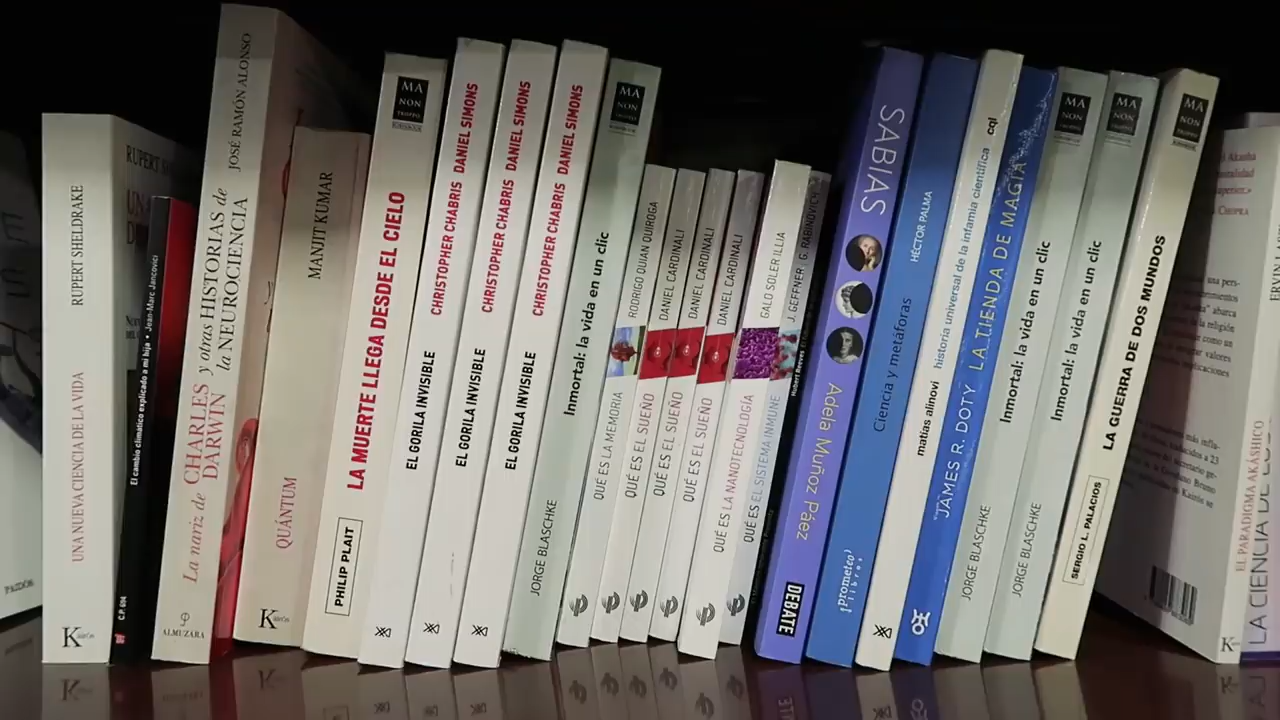 PAIDÓS
RUPERT SHELDRAKE
UNA NUEVA CIENCIA DE LA VIDA
Kairós
RUPERT
El cambio climático explicado a mi hija • Jean-Marc Jancovici
C.P. 604
JOSÉ RAMÓN ALONSO
La nariz de CHARLES DARWIN y otras HISTORIAS de la NEUROCIENCIA
ALMUZARA
MANJIT KUMAR
QUÁNTUM
Kairós
MA NON TROPPO
LA MUERTE LLEGA DESDE EL CIELO
PHILIP PLAIT
CHRISTOPHER CHABRIS DANIEL SIMONS
EL GORILA INVISIBLE
CHRISTOPHER CHABRIS DANIEL SIMONS
EL GORILA INVISIBLE
CHRISTOPHER CHABRIS DANIEL SIMONS
EL GORILA INVISIBLE
MA NON TROPPO
Inmortal: la vida en un clic
JORGE BLASCHKE
RODRIGO QUIAN QUIROGA
QUÉ ES LA MEMORIA
DANIEL CARDINALI
QUÉ ES EL SUEÑO
DANIEL CARDINALI
QUÉ ES EL SUEÑO
DANIEL CARDINALI
QUÉ ES EL SUEÑO
GALO SOLER ILLIA
QUÉ ES LA NANOTECNOLOGÍA
J. GEFFNER. G. RABINOVICH
QUÉ ES EL SISTEMA INMUNE
Hubert Reeves
SABIAS
Adela Muñoz Páez
DEBATE
HÉCTOR PALMA
Ciencia y metáforas
prometeo
libros
cqi
historia universal de la infamia científica
matías alinovi
LA TIENDA DE MAGIA
JAMES R. DOTY
MA NON TROPPO
Inmortal: la vida en un clic
JORGE BLASCHKE
MA NON TROPPO
Inmortal: la vida en un clic
JORGE BLASCHKE
MA NON TROPPO
LA GUERRA DE DOS MUNDOS
SERGIO L. PALACIOS
EL PARADIGMA AKÁSHICO